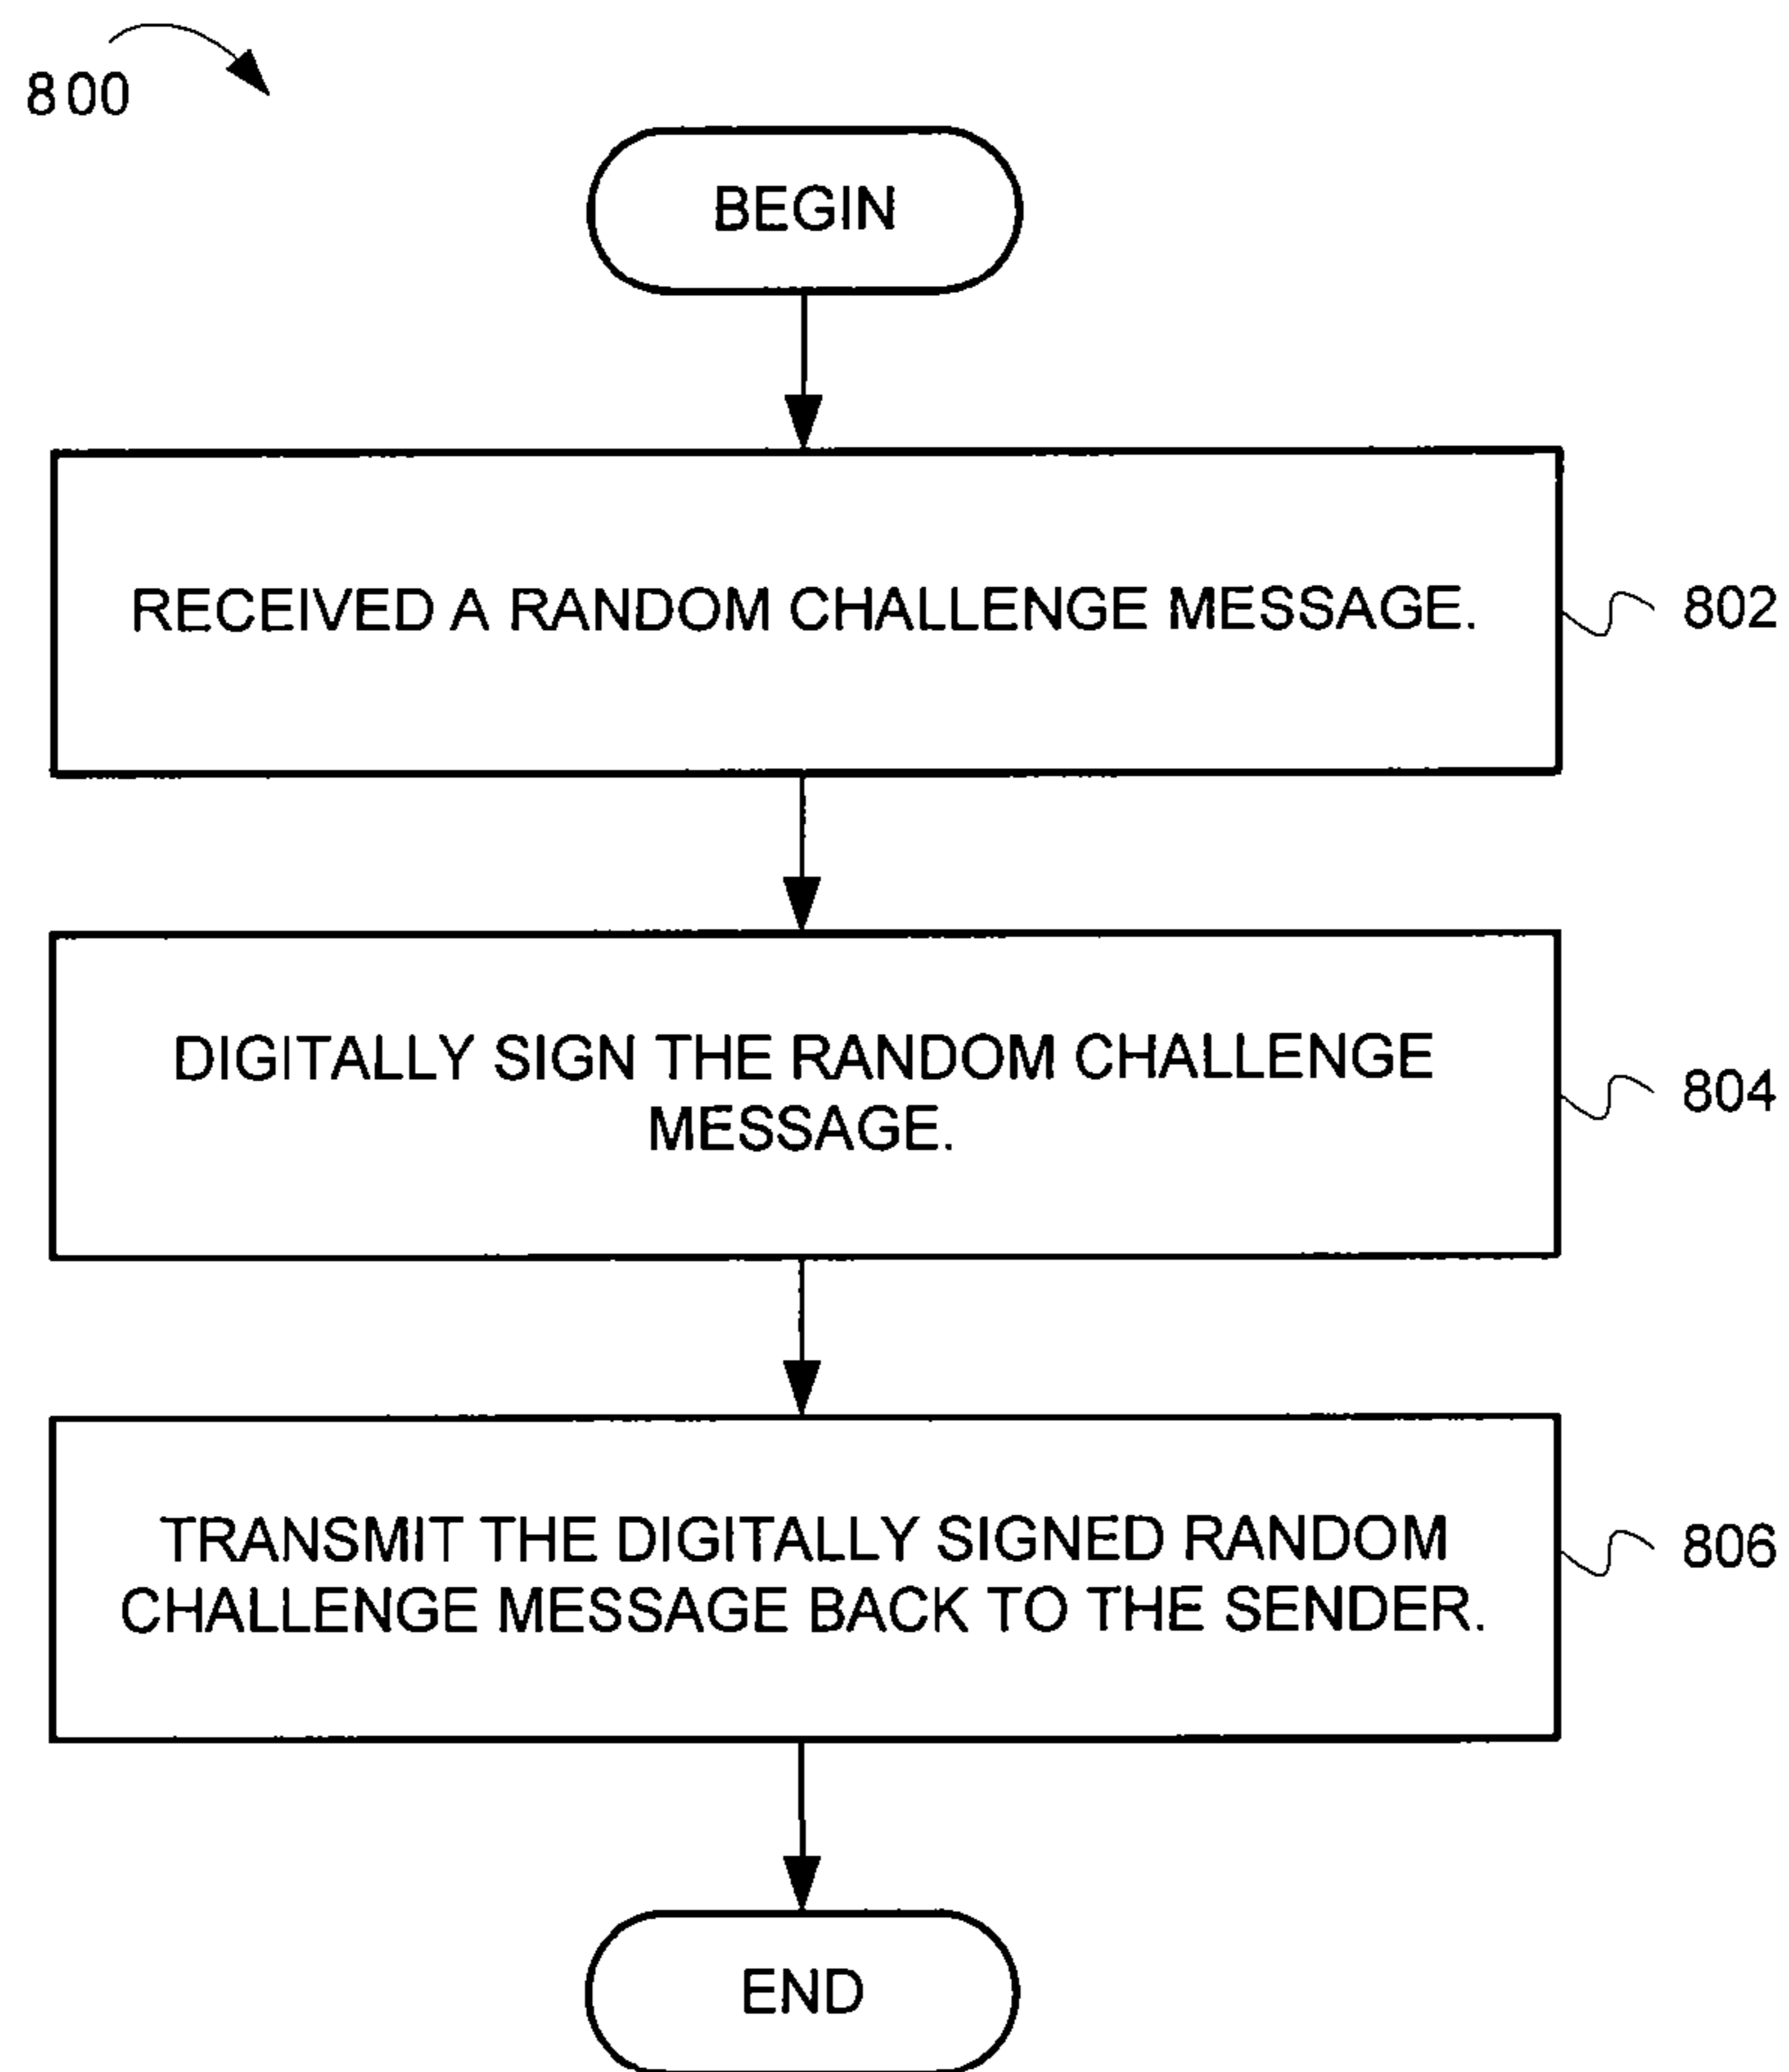 800
BEGIN
RECEIVED A RANDOM CHALLENGE MESSAGE.
802
DIGITALLY SIGN THE RANDOM CHALLENGE
MESSAGE.
804
TRANSMIT THE DIGITALLY SIGNED RANDOM
CHALLENGE MESSAGE BACK TO THE SENDER.
806
END